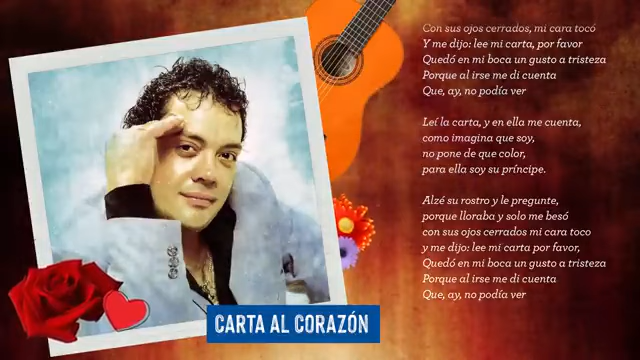 Con sus ojos cerrados, mi cara tocó
Y me dijo: lee mi carta, por favor
Quedó en mi boca un gusto a tristeza
Porque al irse me di cuenta
Que, ay, no podía ver
Leí la carta, y en ella me cuenta,
como imagina que soy,
no pone de que color,
para ella soy su príncipe.
Alzé su rostro y le pregunte,
porque lloraba y solo me besó
con sus ojos cerrados mi cara toco
y me dijo: lee mi carta por favor,
Quedó en mi boca un gusto a tristeza
Porque al irse me di cuenta
Que, ay, no podía ver
CARTA AL CORAZÓN